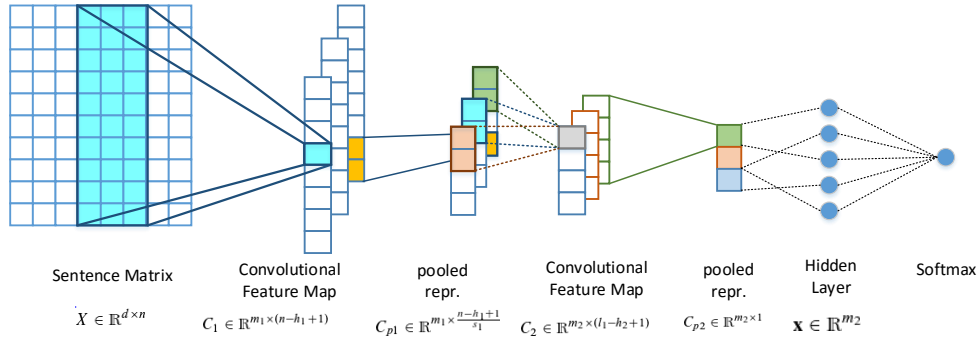 Sentence Matrix
X ∈ ℝ^{d×n}
Convolutional
Feature Map
C_1 ∈ ℝ^{m_1×(n-h_1+1)}
pooled
repr.
C_{p1} ∈ ℝ^{m_1×\frac{n-h_1+1}{s_1}}
Convolutional
Feature Map
C_2 ∈ ℝ^{m_2×(l_1-h_2+1)}
pooled
repr.
C_{p2} ∈ ℝ^{m_2×1}
Hidden
Layer
x ∈ ℝ^{m_2}
Softmax